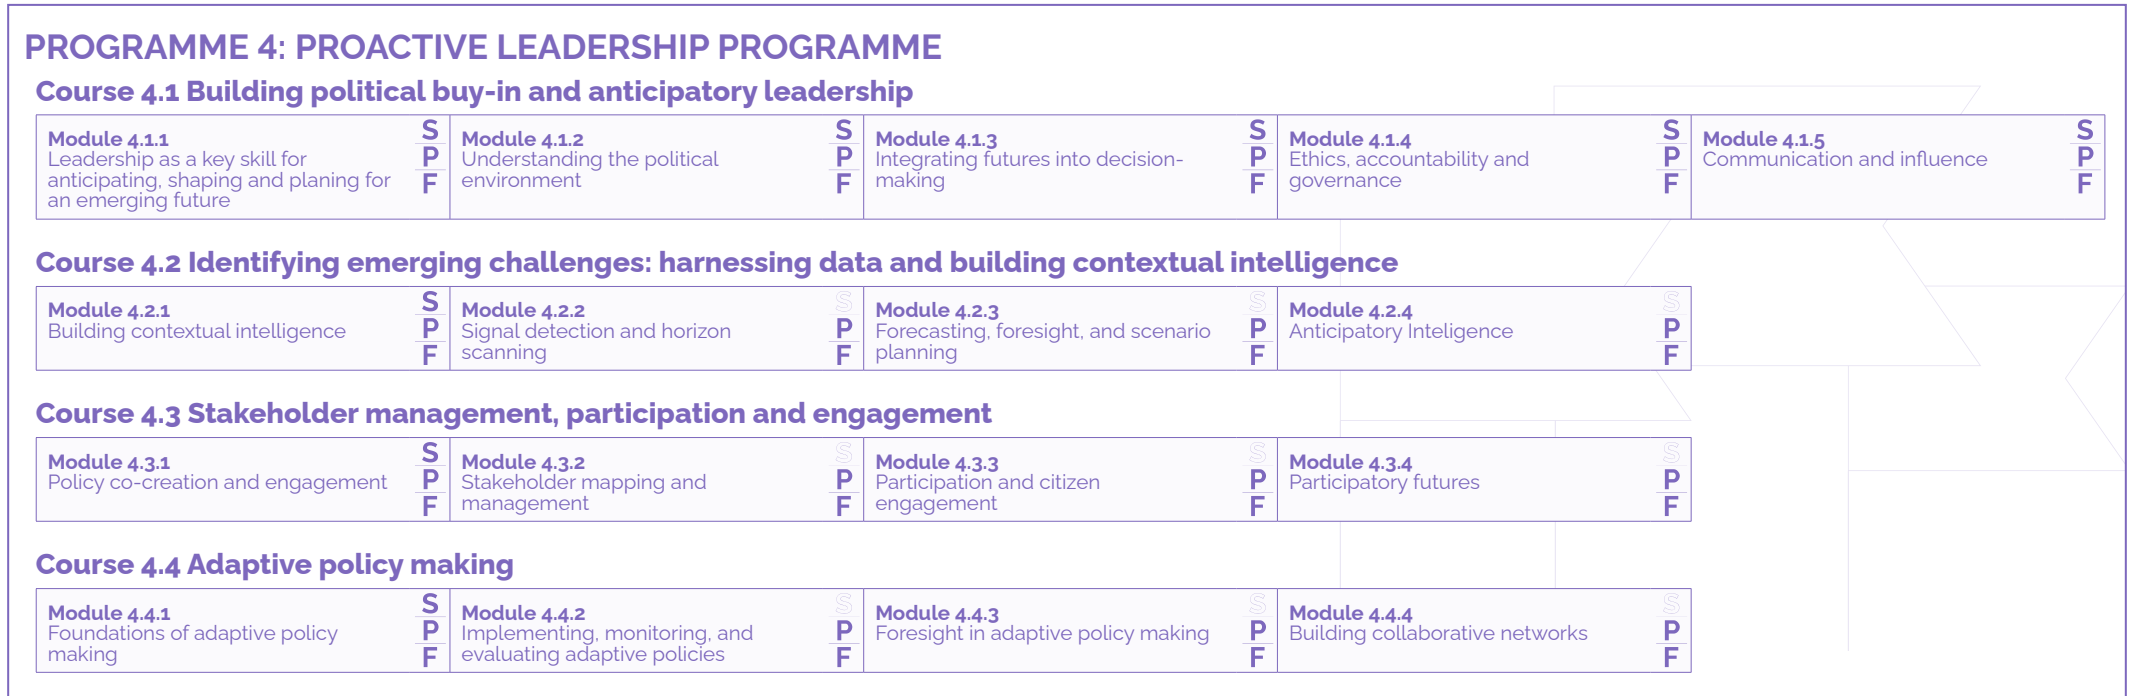 PROGRAMME 4: PROACTIVE LEADERSHIP PROGRAMME
Course 4.1 Building political buy-in and anticipatory leadership
Module 4.1.1
Leadership as a key skill for
anticipating, shaping and planing for
an emerging future
S
P
F
Module 4.1.2
Understanding the political
environment
S
P
F
Module 4.1.3
Integrating futures into decision-
making
S
P
F
Module 4.1.4
Ethics, accountability and
governance
S
P
F
Module 4.1.5
Communication and influence
S
P
F
Course 4.2 Identifying emerging challenges: harnessing data and building contextual intelligence
Module 4.2.1
Building contextual intelligence
S
P
F
Module 4.2.2
Signal detection and horizon
scanning
S
P
F
Module 4.2.3
Forecasting, foresight, and scenario
planning
S
P
F
Module 4.2.4
Anticipatory Inteligence
S
P
F
Course 4.3 Stakeholder management, participation and engagement
Module 4.3.1
Policy co-creation and engagement
S
P
F
Module 4.3.2
Stakeholder mapping and
management
S
P
F
Module 4.3.3
Participation and citizen
engagement
S
P
F
Module 4.3.4
Participatory futures
S
P
F
Course 4.4 Adaptive policy making
Module 4.4.1
Foundations of adaptive policy
making
S
P
F
Module 4.4.2
Implementing, monitoring, and
evaluating adaptive policies
S
P
F
Module 4.4.3
Foresight in adaptive policy making
S
P
F
Module 4.4.4
Building collaborative networks
S
P
F